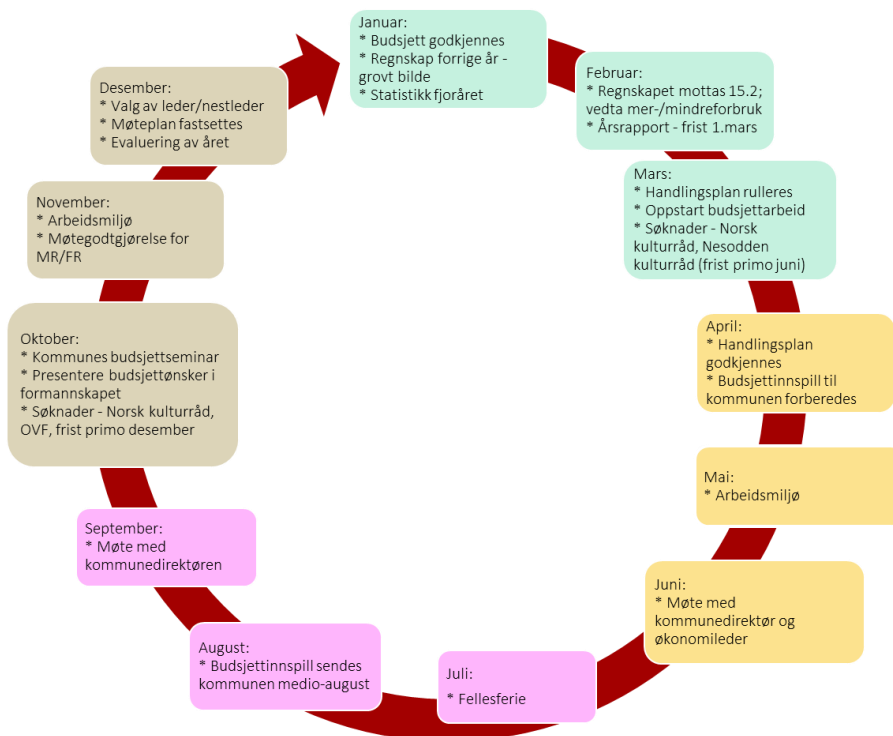 Januar:
* Budsjett godkjennes
* Regnskap forrige år -
grovt bilde
* Statistikk fjoråret
Februar:
* Regnskapet mottas 15.2;
vedta mer-/mindreforbruk
* Årsrapport - frist 1.mars
Mars:
* Handlingsplan rulleres
* Oppstart budsjettarbeid
* Søknader - Norsk
kulturråd, Nesodden
kulturråd (frist primo juni)
April:
* Handlingsplan
godkjennes
* Budsjettinnspill til
kommunen forberedes
Mai:
* Arbeidsmiljø
Juni:
* Møte med
kommunedirektør og
økonomileder
Juli:
* Fellesferie
August:
* Budsjettinnspill sendes
kommunen medio-august
September:
* Møte med
kommunedirektøren
Oktober:
* Kommunes budsjettseminar
* Presentere budsjettønsker i
formannskapet
* Søknader - Norsk kulturråd,
OVF, frist primo desember
November:
* Arbeidsmiljø
* Møtegodtgjørelse for
MR/FR
Desember:
* Valg av leder/nestleder
* Møteplan fastsettes
* Evaluering av året